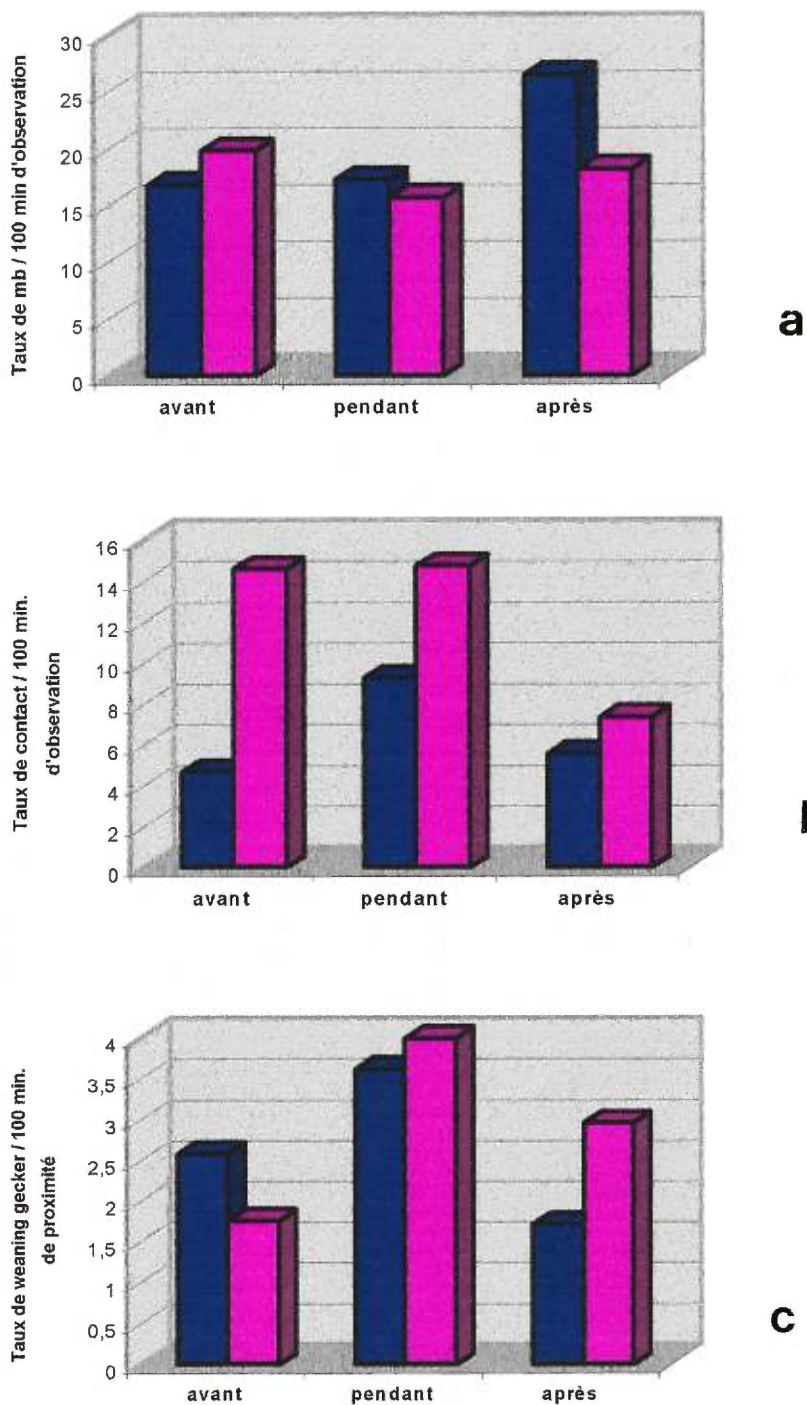 Taux de mb / 100 min d'observation
30
25
20
15
10
5
0
avant pendant après
a
Taux de contact / 100 min.
d'observation
16
14
12
10
8
6
4
2
0
avant pendant après
Taux de weaning gecker / 100 min.
de proximité
4
3,5
3
2,5
2
1,5
1
0,5
0
avant pendant après
c